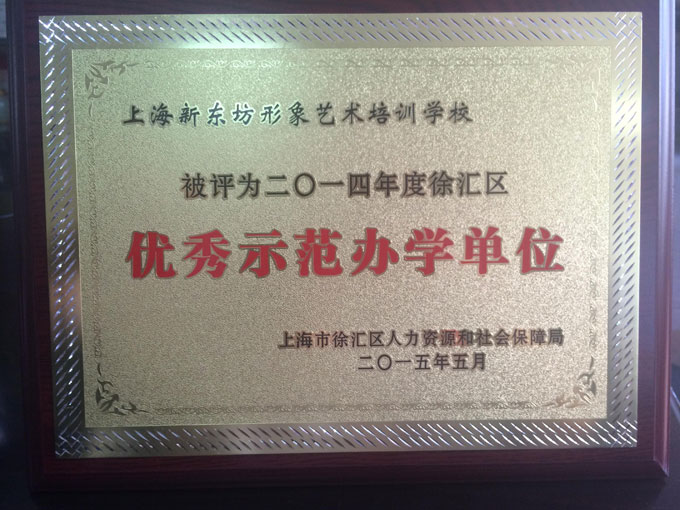 上海新东坊形象艺术培训学校
被评为二〇一四年度徐汇区
优秀示范办学单位
上海市徐汇区人力资源和社会保障局
二〇一五年五月